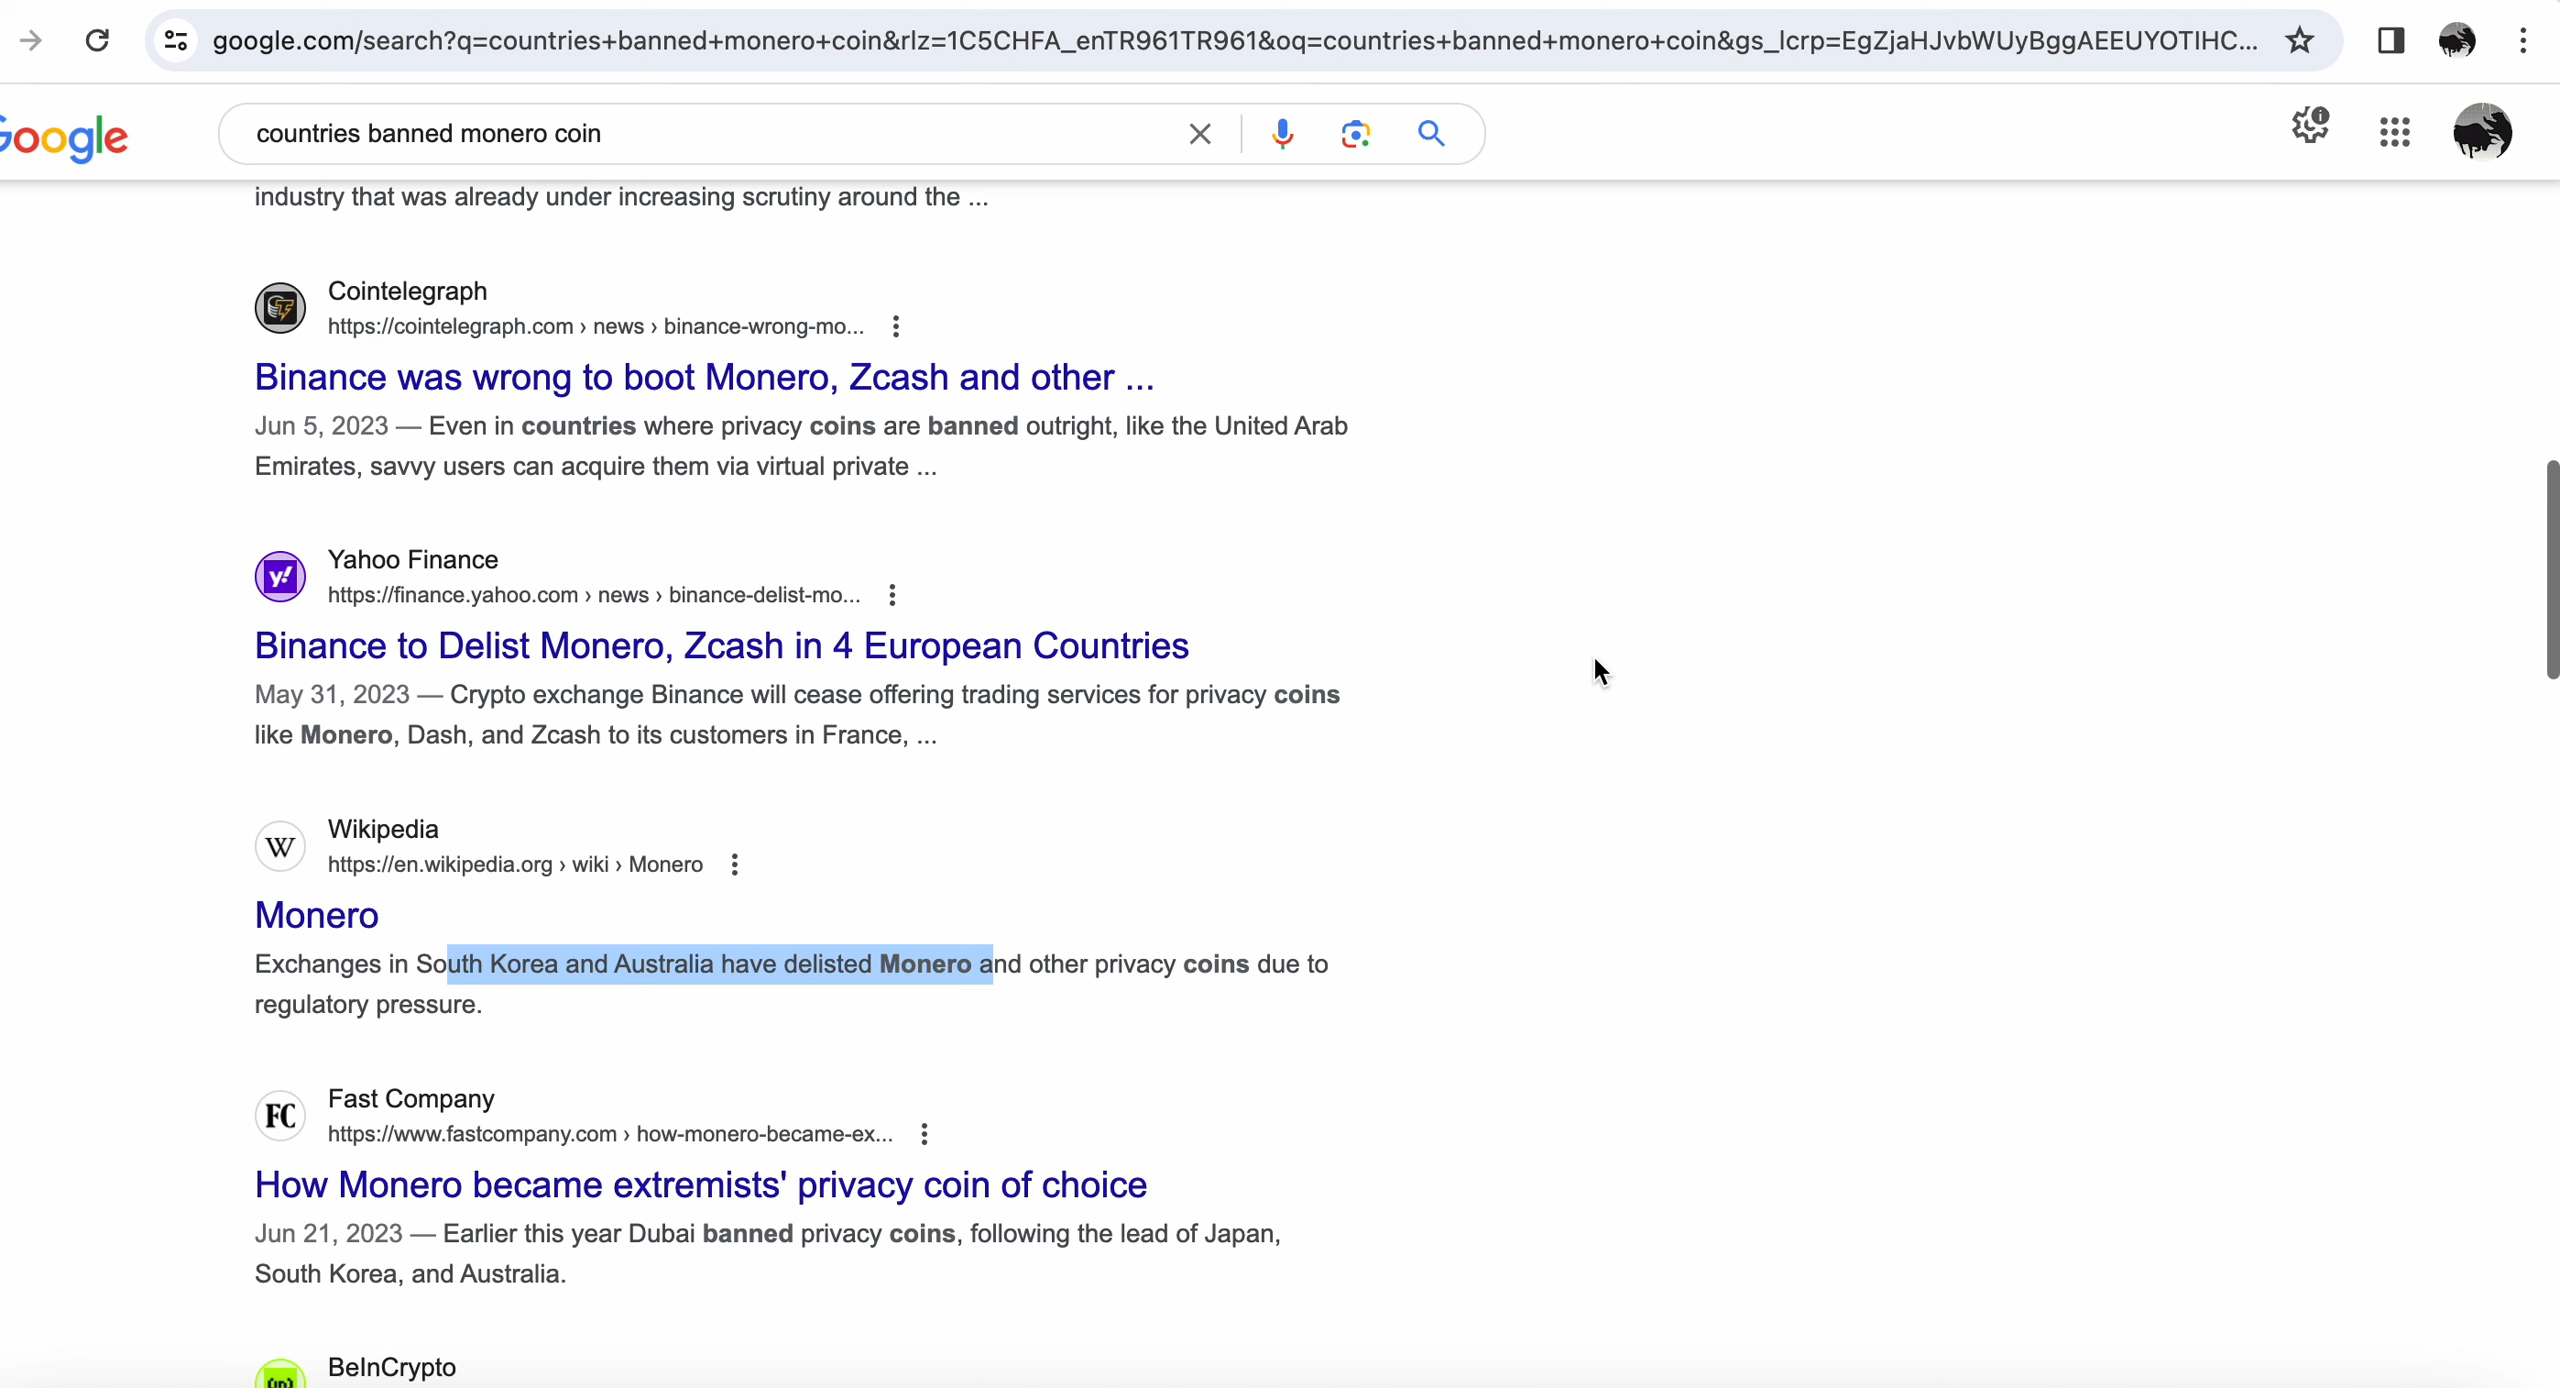 google.com/search?q=countries+banned+monero+coin&rlz=1C5CHFA_enTR961TR961&oq=countries+banned+monero+coin&gs_lcrp=EgZjaHJvbWUyBggAEEUYOTIHC...
Google
countries banned monero coin
industry that was already under increasing scrutiny around the ...
Cointelegraph
https://cointelegraph.com › news › binance-wrong-mo...
Binance was wrong to boot Monero, Zcash and other ...
Jun 5, 2023 — Even in countries where privacy coins are banned outright, like the United Arab
Emirates, savvy users can acquire them via virtual private ...
y!
Yahoo Finance
https://finance.yahoo.com › news › binance-delist-mo...
Binance to Delist Monero, Zcash in 4 European Countries
May 31, 2023 — Crypto exchange Binance will cease offering trading services for privacy coins
like Monero, Dash, and Zcash to its customers in France, ...
W
Wikipedia
https://en.wikipedia.org › wiki › Monero
Monero
Exchanges in South Korea and Australia have delisted Monero and other privacy coins due to
regulatory pressure.
FC
Fast Company
https://www.fastcompany.com › how-monero-became-ex...
How Monero became extremists' privacy coin of choice
Jun 21, 2023 — Earlier this year Dubai banned privacy coins, following the lead of Japan,
South Korea, and Australia.
BeInCrypto